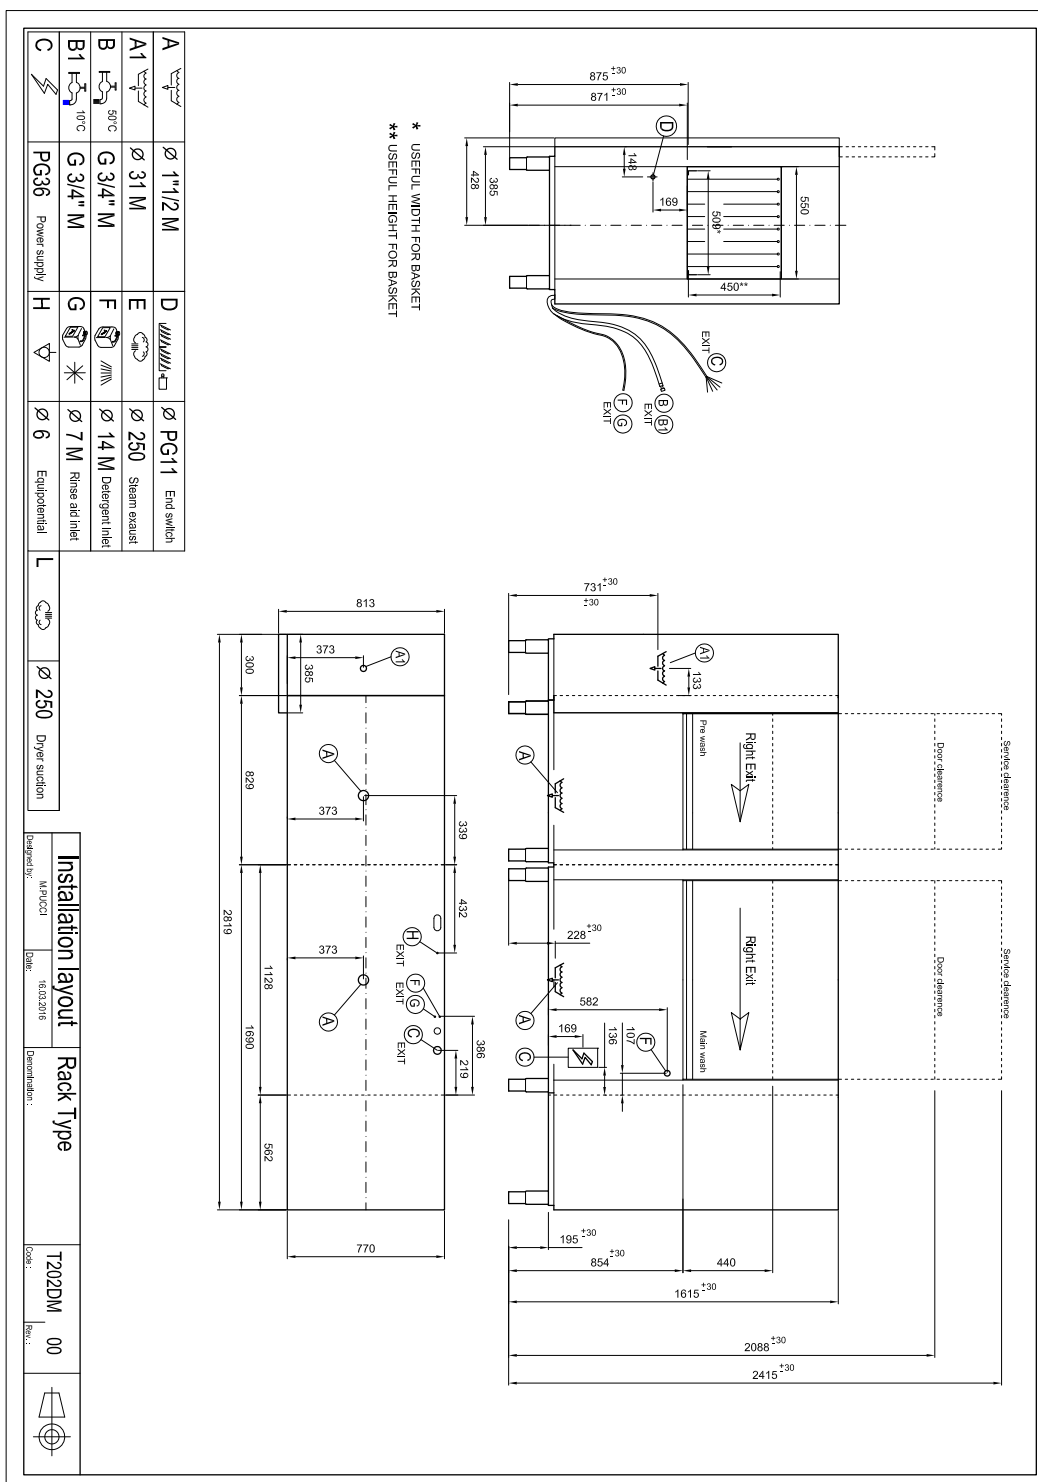 875 ±30
871 ±30
D
148
169
385
428
550
509*
450**
C
EXIT
B B1
EXIT
F G
EXIT
* USEFUL WIDTH FOR BASKET
** USEFUL HEIGHT FOR BASKET
Service clearence
Door clearence
Service clearence
Door clearence
Right Exit
Pre wash
Right Exit
Main wash
731 ±30
±30
A1
133
A
228 ±30
A
582
169
136
107
F
C
195 ±30
854 ±30
440
1615 ±30
2088 ±30
2415 ±30
813
373
385
300
A1
A
829
373
339
432
H
EXIT
F G
EXIT
C
EXIT
386
219
373
A
1128
1690
562
2819
770
A Ø 1"1/2 M D Ø PG11 End switch
A1 Ø 31 M E Ø 250 Steam exaust
B 50°C G 3/4" M F Ø 14 M Detergent inlet
B1 10°C G 3/4" M G Ø 7 M Rinse aid inlet
C PG36 Power supply H Ø 6 Equipotential L Ø 250 Dryer suction
Installation layout
Rack Type
Designed by: M.PUCCI
Date: 16.03.2016
Denomination :
T202DM 00
Code :
Rev. :